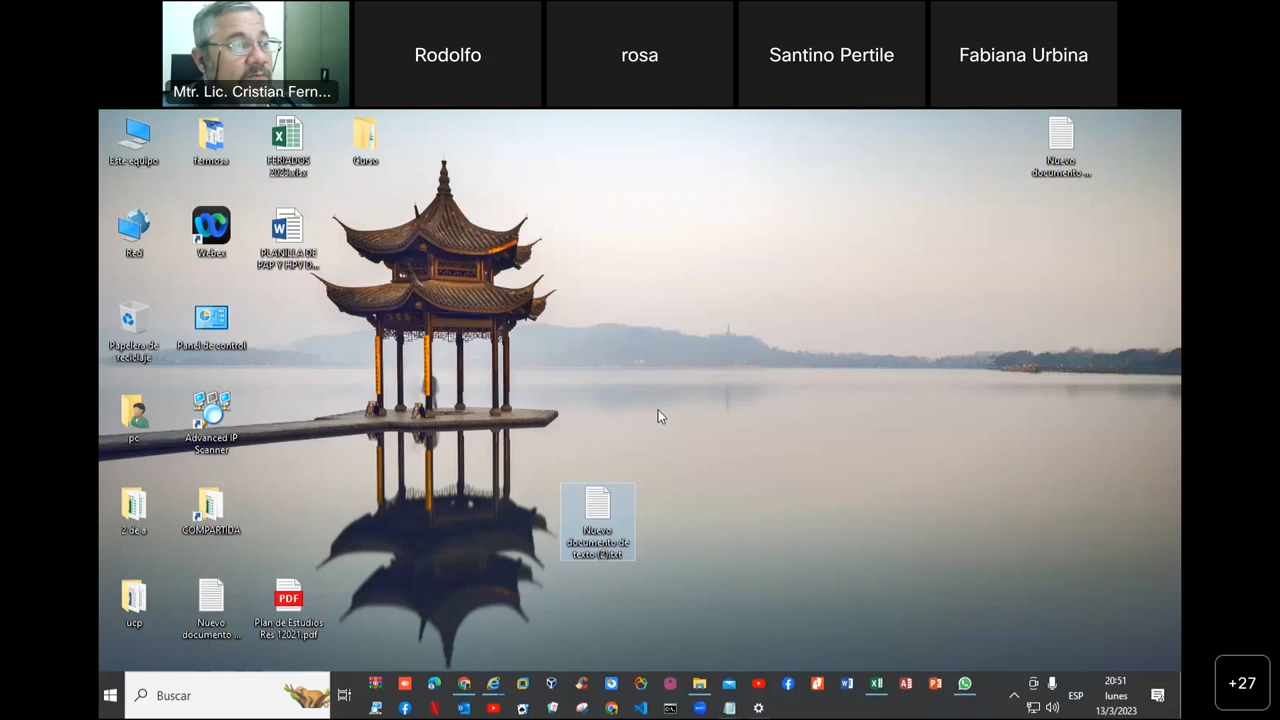 Mtr. Lic. Cristian Fern...
Rodolfo
rosa
Santino Pertile
Fabiana Urbina
Este equipo
fermosa
FERIADOS
2023.xlsx
Curso
Nuevo
documento ...
Red
Webex
PLANILLA DE
PAP Y HPV D...
Papelera de
reciclaje
Panel de control
pc
Advanced IP
Scanner
2 de a
COMPARTIDA
Nuevo
documento de
texto (2).txt
ucp
Nuevo
documento ...
PDF
Plan de Estudios
Res 12021.pdf
Buscar
ESP
20:51
lunes
13/3/2023
+27